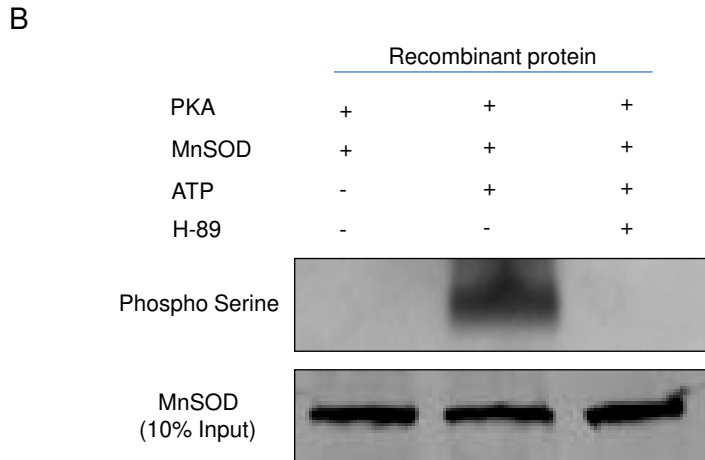 B
Recombinant protein
PKA + + +
MnSOD + + +
ATP - + +
H-89 - - +
Phospho Serine
MnSOD
(10% Input)